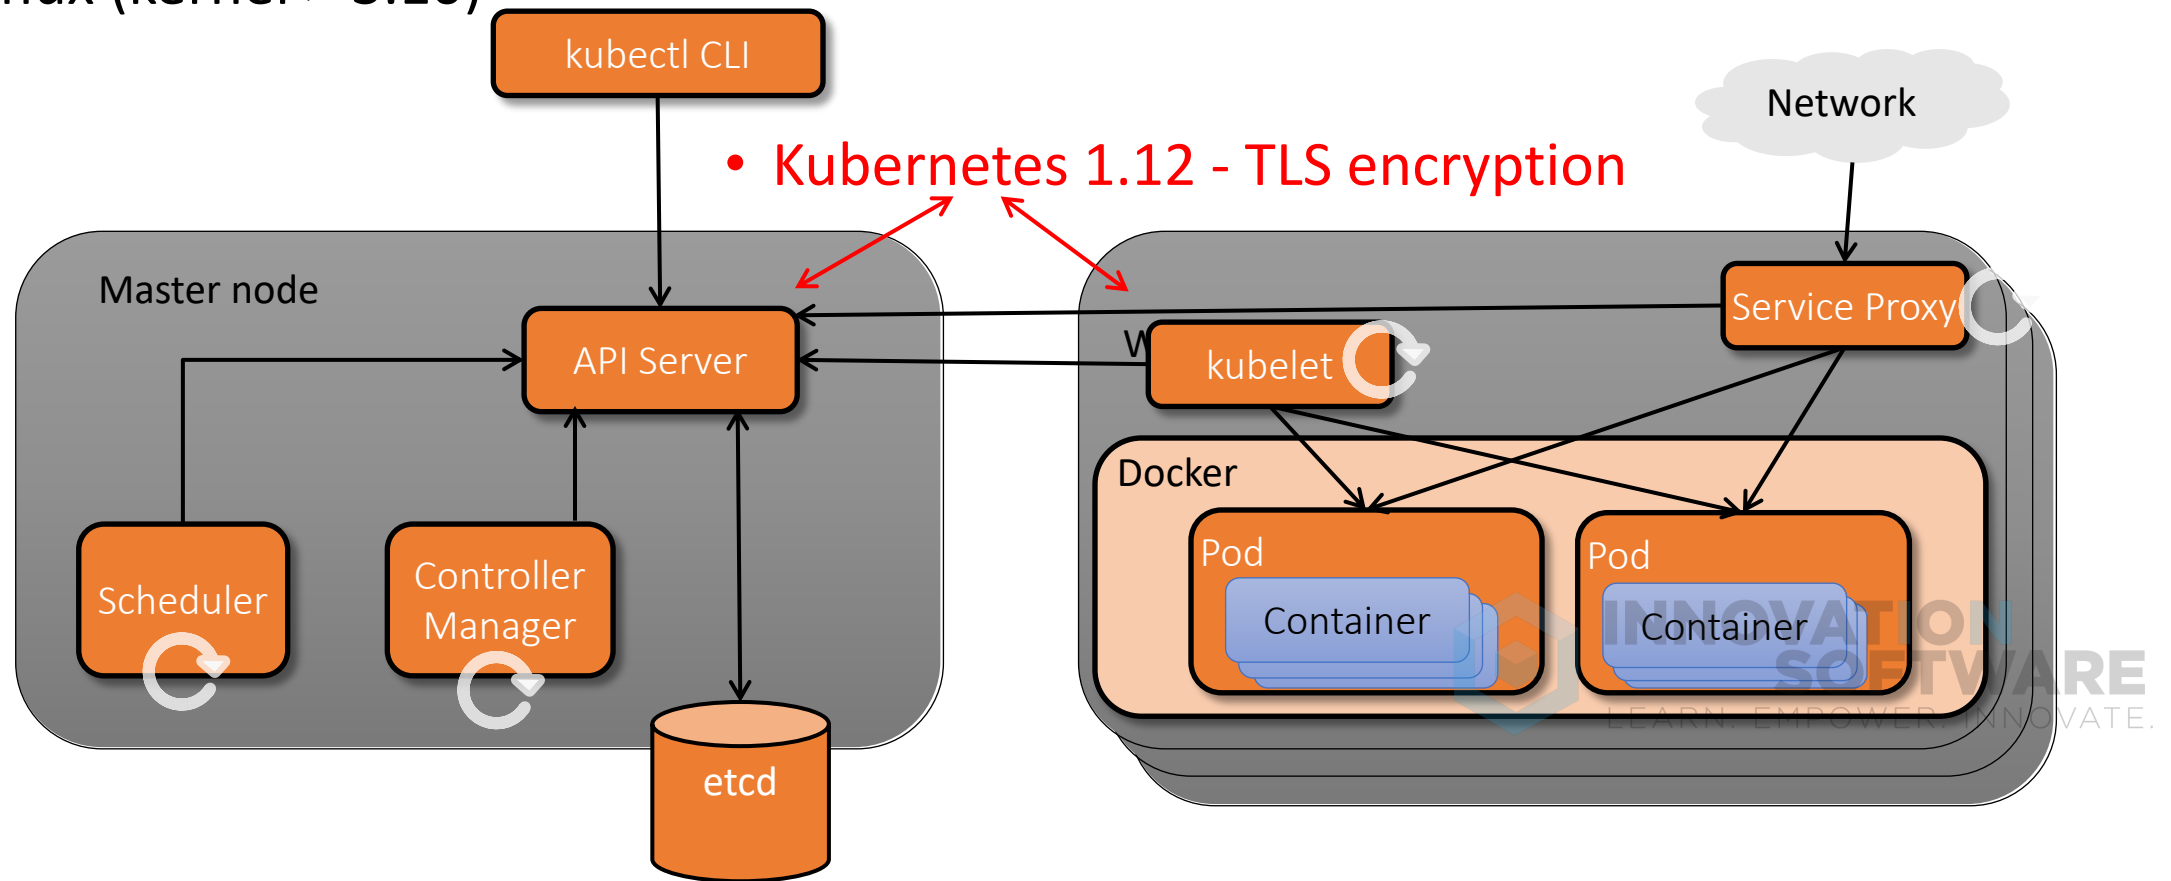 kubectl CLI
Network
• Kubernetes 1.12 - TLS encryption
Master node
Service Proxy
API Server
W
kubelet
Docker
Pod
Pod
Scheduler
Controller
Manager
Container
Container
INNOVATION
SOFTWARE
LEARN. EMPOWER. INNOVATE.
etcd